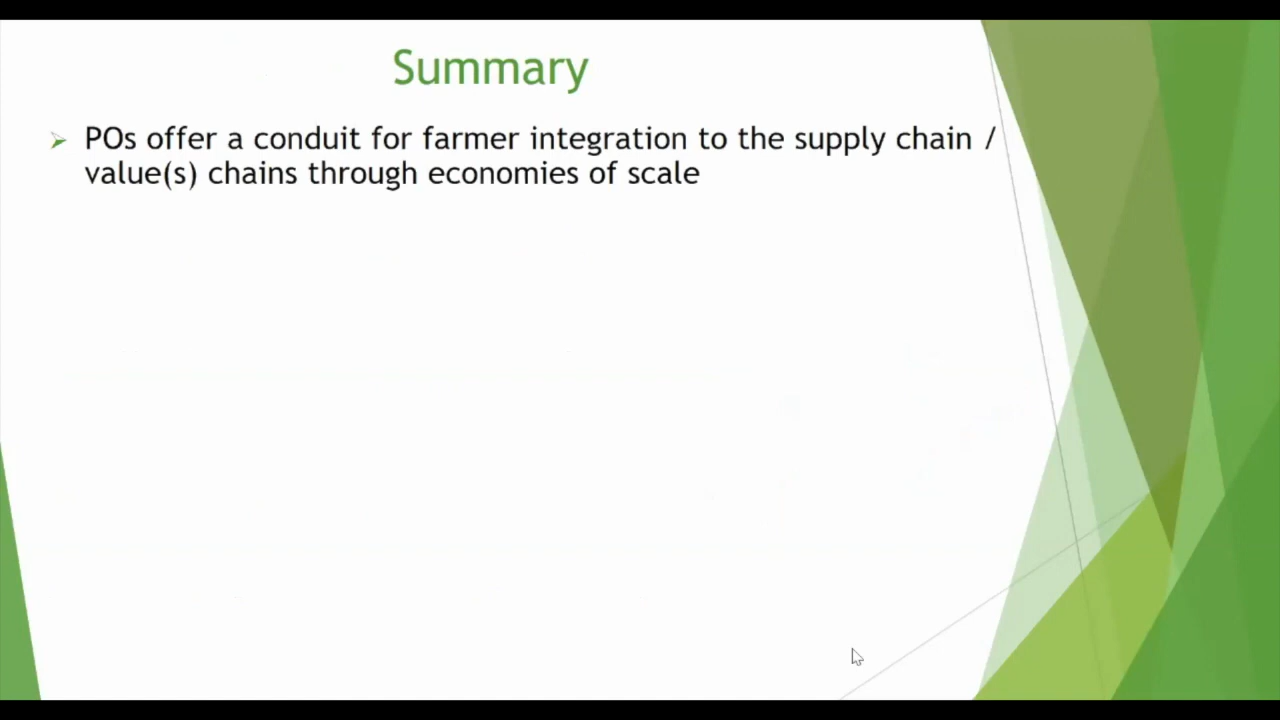 Summary
POs offer a conduit for farmer integration to the supply chain /
value(s) chains through economies of scale